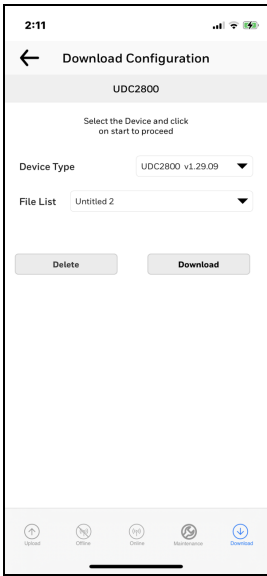 2:11
Download Configuration
UDC2800
Select the Device and click
on start to proceed
Device Type UDC2800 v1.29.09
File List Untitled 2
Delete Download
Upload Offline Online Maintenance Download